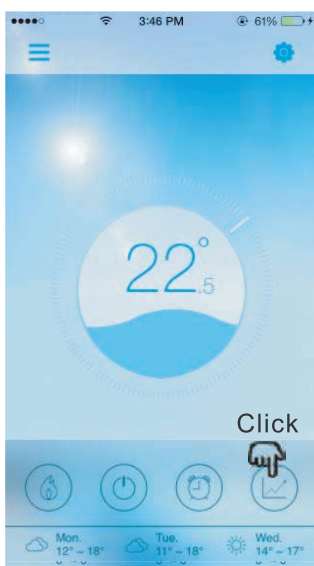 3:46 PM 61%
22°.5
Click
Mon. Tue. Wed.
12° ~ 18° 11° ~ 18° 14° ~ 17°